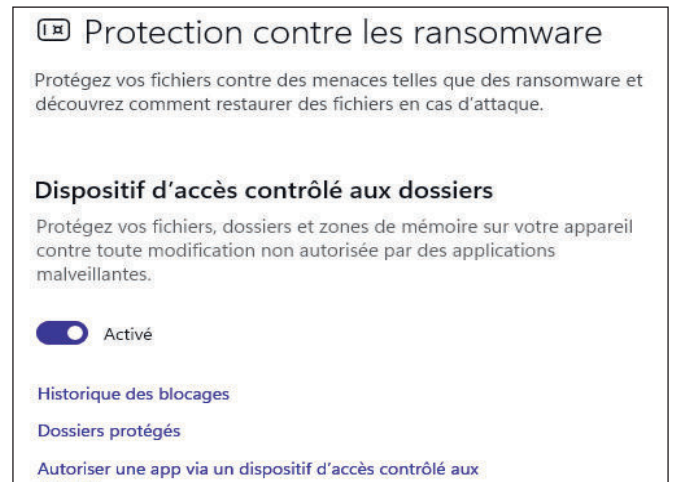 Protection contre les ransomware
Protégez vos fichiers contre des menaces telles que des ransomware et
découvrez comment restaurer des fichiers en cas d'attaque.
Dispositif d'accès contrôlé aux dossiers
Protégez vos fichiers, dossiers et zones de mémoire sur votre appareil
contre toute modification non autorisée par des applications
malveillantes.
Activé
Historique des blocages
Dossiers protégés
Autoriser une app via un dispositif d'accès contrôlé aux